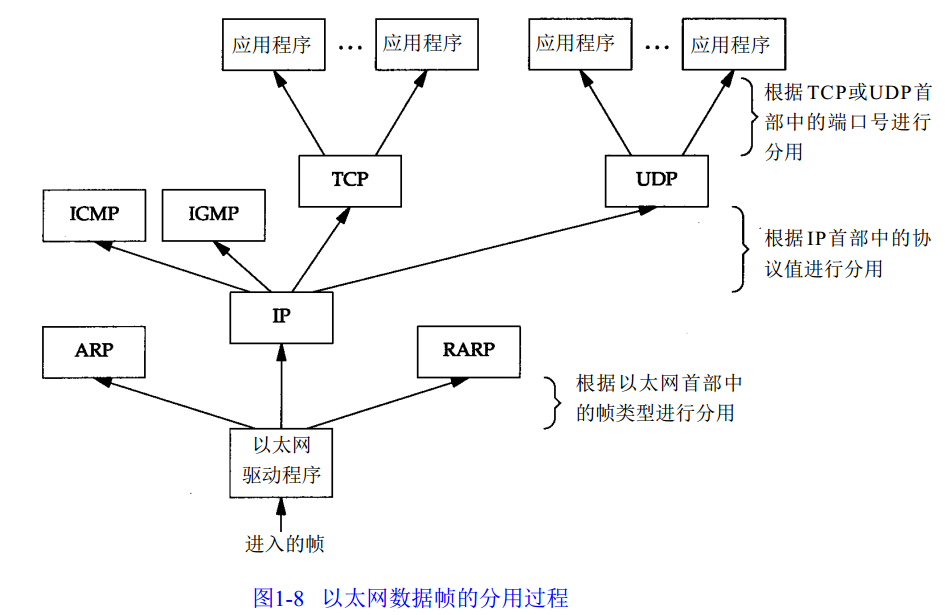 应用程序 … 应用程序 应用程序 … 应用程序
根据TCP或UDP首
部中的端口号进行
分用
TCP UDP
ICMP IGMP
根据IP首部中的协
议值进行分用
IP
ARP RARP
根据以太网首部中
的帧类型进行分用
以太网
驱动程序
进入的帧
图1-8 以太网数据帧的分用过程